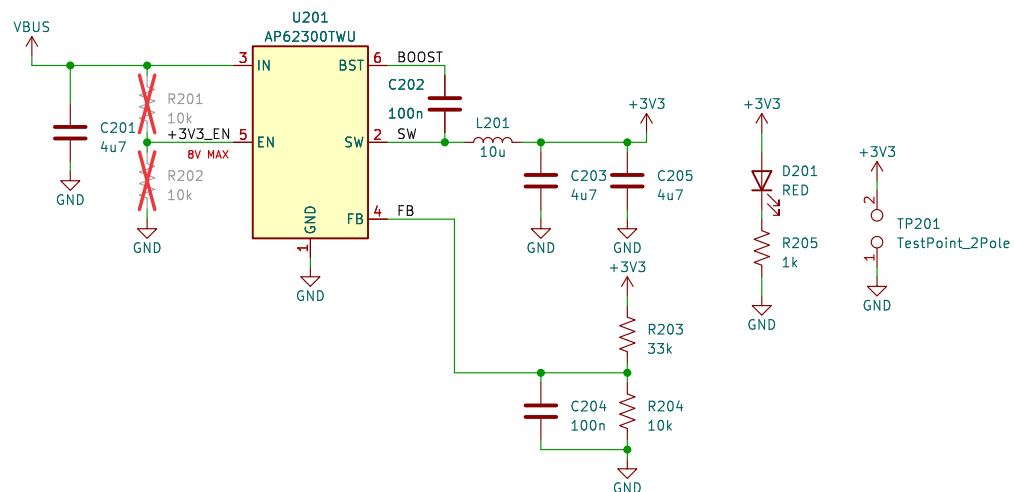 U201
AP62300TWU
VBUS
3
IN
BST
6
BOOST
C202
100n
R201
10k
C201
4u7
+3V3_EN
5
EN
8V MAX
SW
2
SW
L201
10u
+3V3
R202
10k
GND
GND
C203
4u7
C205
4u7
GND
GND
FB
4
FB
GND
1
GND
+3V3
R203
33k
C204
100n
R204
10k
GND
+3V3
D201
RED
R205
1k
GND
+3V3
2
TP201
TestPoint_2Pole
1
GND